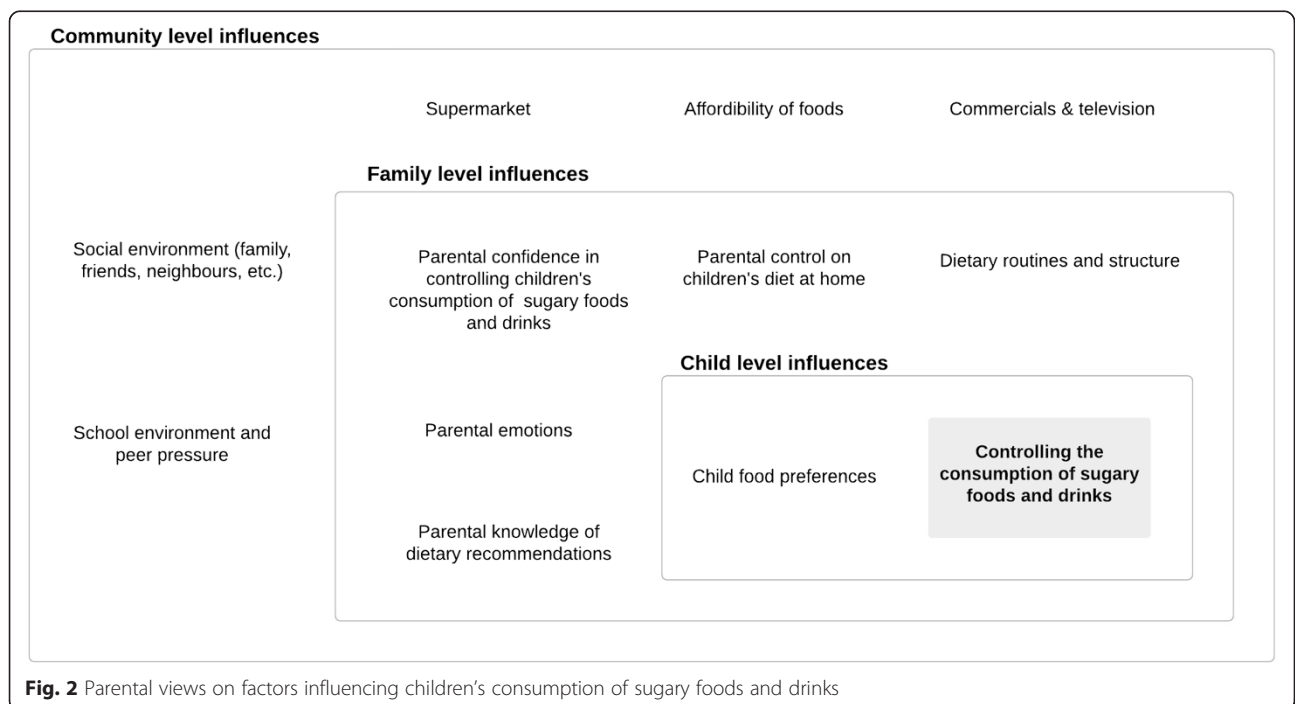 Community level influences
Supermarket
Affordibility of foods
Commercials & television
Family level influences
Social environment (family,
friends, neighbours, etc.)
Parental confidence in
controlling children's
consumption of  sugary foods
and drinks
Parental control on
children's diet at home
Dietary routines and structure
Child level influences
School environment and
peer pressure
Parental emotions
Child food preferences
Controlling the
consumption of sugary
foods and drinks
Parental knowledge of
dietary recommendations
Fig. 2 Parental views on factors influencing children’s consumption of sugary foods and drinks